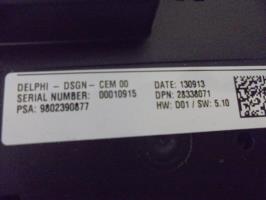 DELPHI - DSGN - CEM 00
SERIAL NUMBER: 00010915
PSA: 9802390877
DATE: 130913
DPN: 28338071
HW: D01 / SW: 5.10